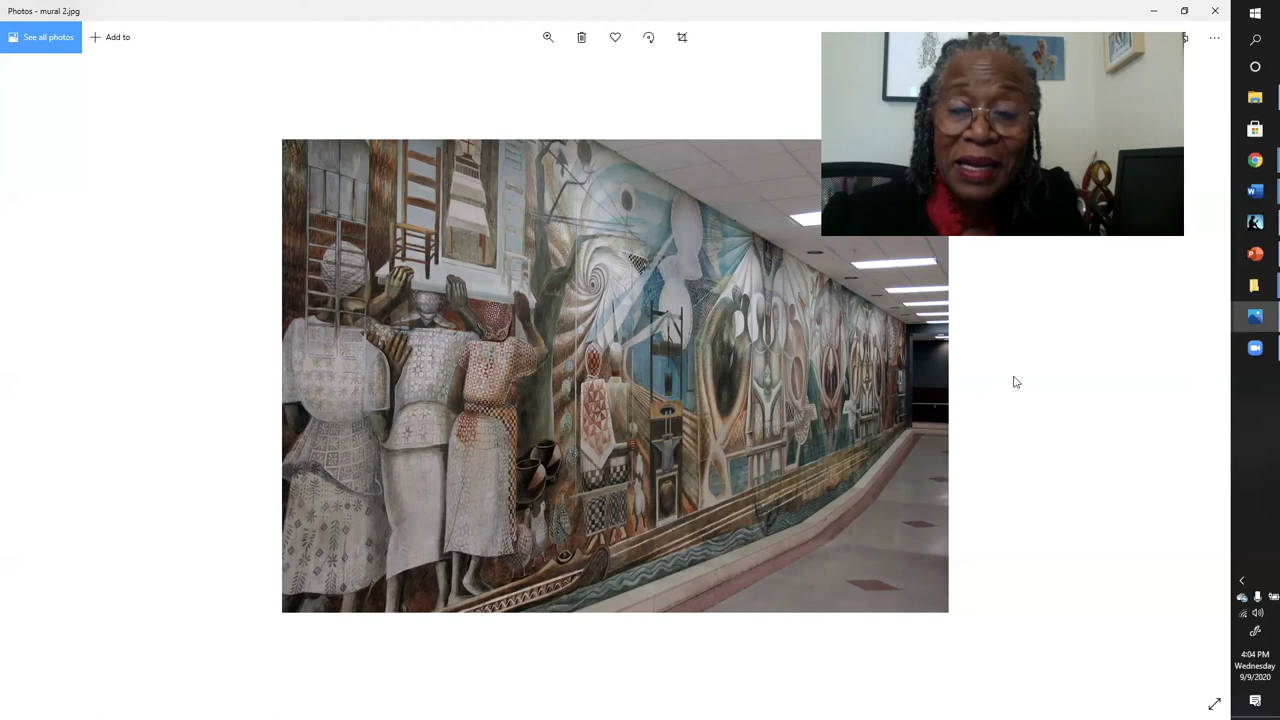 Photos - mural 2.jpg
See all photos
Add to
4:04 PM
Wednesday
9/9/2020